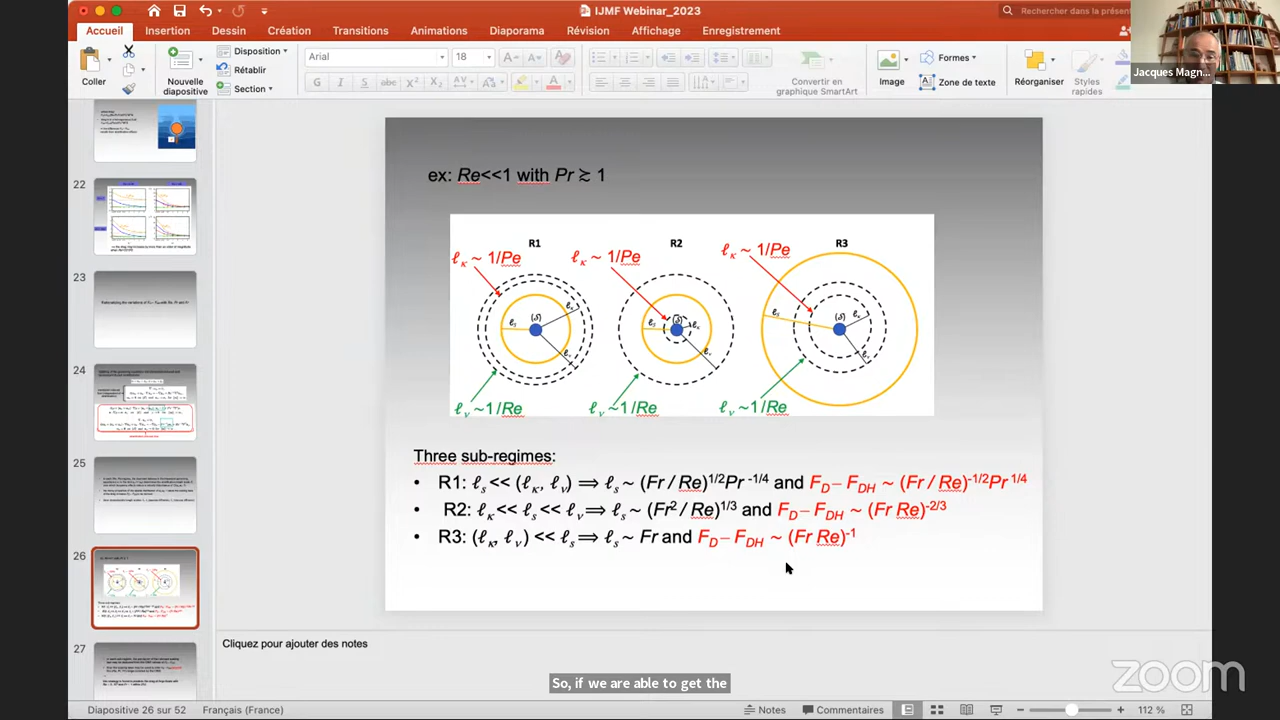 IJMF Webinar_2023
Rechercher dans la présent
Accueil Insertion Dessin Création Transitions Animations Diaporama Révision Affichage Enregistrement
Coller
Nouvelle
diapositive
Disposition
Rétablir
Section
Arial 18
Convertir en
graphique SmartArt
Image
Formes
Zone de texte
Réorganiser
Styles
rapides
Jacques Magn...
22
23
24
25
26
27
ex: Re<<1 with Pr ≳ 1
R1 R2 R3
ℓκ ~ 1/Pe ℓκ ~ 1/Pe ℓκ ~ 1/Pe
ℓν ~1/Re ℓν ~1/Re ℓν ~1/Re
Three sub-regimes:
• R1: ℓs << (ℓκ, ℓν) ⟹ ℓs ~ (Fr / Re)^1/2 Pr^-1/4 and FD – FDH ~ (Fr / Re)^-1/2 Pr^1/4
• R2: ℓκ << ℓs << ℓν ⟹ ℓs ~ (Fr^2 / Re)^1/3 and FD – FDH ~ (Fr Re)^-2/3
• R3: (ℓκ, ℓν) << ℓs ⟹ ℓs ~ Fr and FD – FDH ~ (Fr Re)^-1
Cliquez pour ajouter des notes
So, if we are able to get the
zoom
Diapositive 26 sur 52 Français (France) Notes Commentaires 112 %